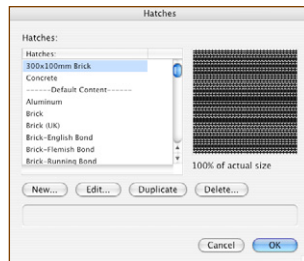 Hatches
Hatches:
Hatches:
300x100mm Brick
Concrete
------Default Content------
Aluminum
Brick
Brick (UK)
Brick-English Bond
Brick-Flemish Bond
Brick-Running Bond
100% of actual size
New...
Edit...
Duplicate
Delete...
Cancel
OK